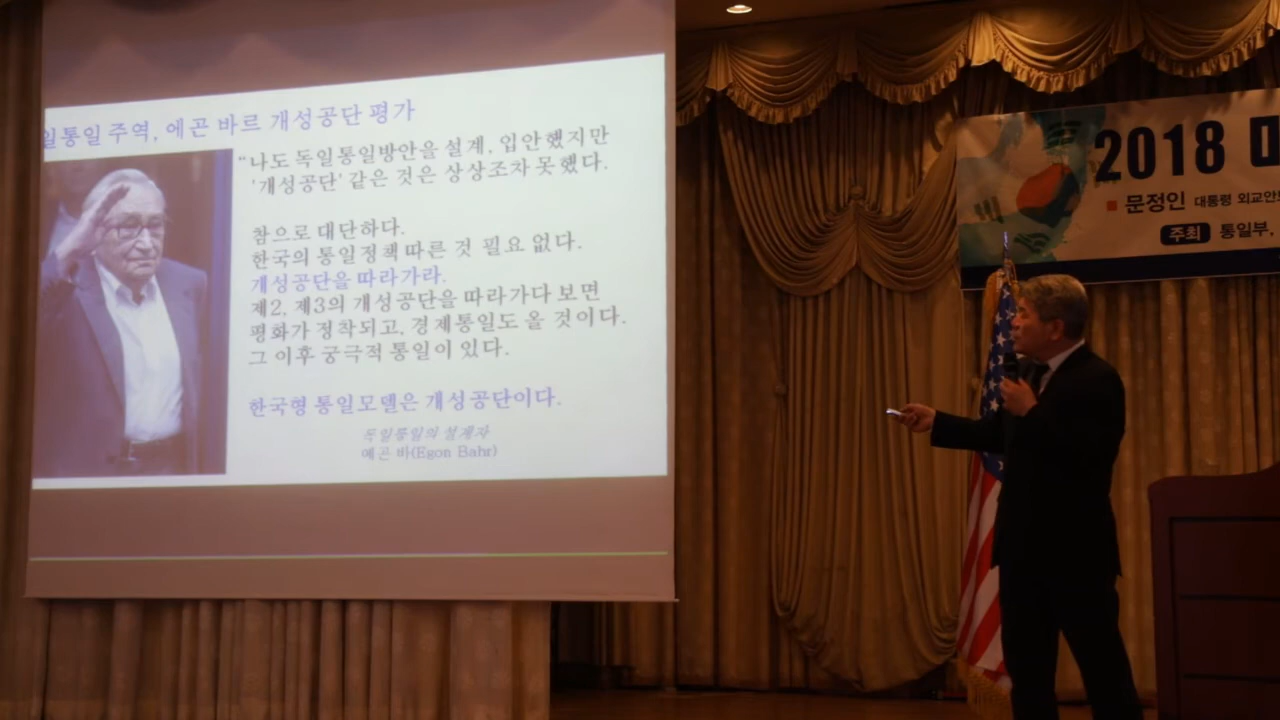 일통일 주역, 에곤 바르 개성공단 평가
"나도 독일통일방안을 설계, 입안했지만
'개성공단' 같은 것은 상상조차 못했다.
참으로 대단하다.
한국의 통일정책 따른 것 필요 없다.
개성공단을 따라가라.
제2, 제3의 개성공단을 따라가다 보면
평화가 정착되고, 경제통일도 올 것이다.
그 이후 궁극적 통일이 있다.
한국형 통일모델은 개성공단이다.
독일통일의 설계자
에곤 바(Egon Bahr)
2018
문정인 대통령 외교안보
주최 통일부,